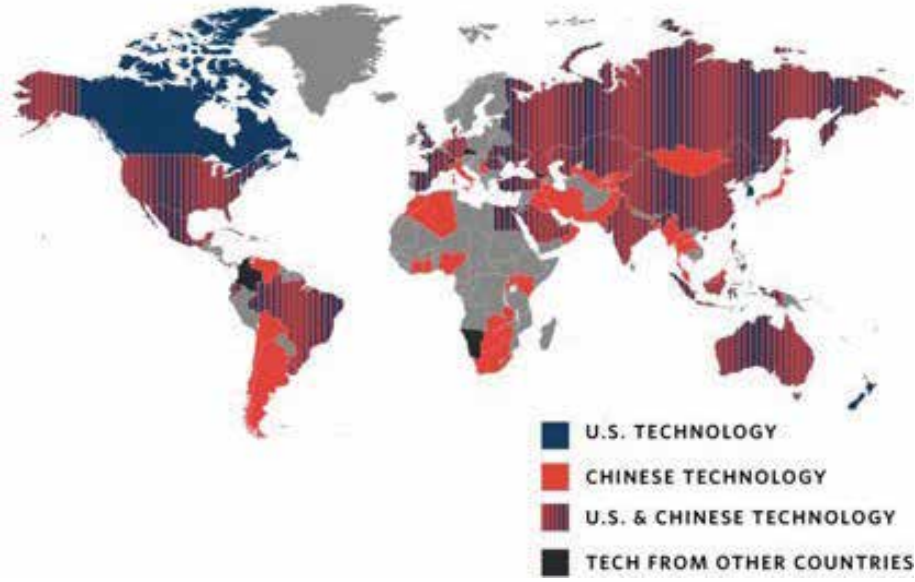 U.S. TECHNOLOGY
CHINESE TECHNOLOGY
U.S. & CHINESE TECHNOLOGY
TECH FROM OTHER COUNTRIES